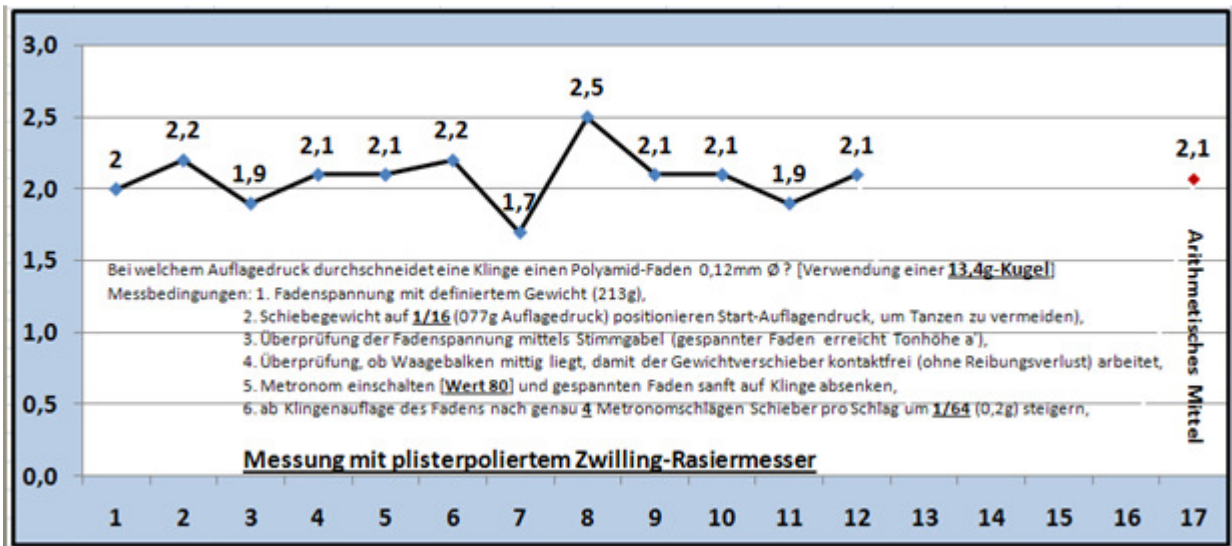 3,0
2,5
2,0
1,5
1,0
0,5
0,0
2
2,2
1,9
2,1
2,1
2,2
1,7
2,5
2,1
2,1
1,9
2,1
2,1
Arithmetisches Mittel
Bei welchem Auflagedruck durchschneidet eine Klinge einen Polyamid-Faden 0,12mm Ø? [Verwendung einer 13,4g-Kugel]
Messbedingungen: 1. Fadenspannung mit definiertem Gewicht (213g),
2. Schiebegewicht auf 1/16 (077g Auflagedruck) positionieren Start-Auflagendruck, um Tanzen zu vermeiden),
3. Überprüfung der Fadenspannung mittels Stimmgabel (gespannter Faden erreicht Tonhöhe a'),
4. Überprüfung, ob Waagebalken mittig liegt, damit der Gewichtverschieber kontaktfrei (ohne Reibungsverlust) arbeitet,
5. Metronom einschalten [Wert 80] und gespannten Faden sanft auf Klinge absenken,
6. ab Klingenauflage des Fadens nach genau 4 Metronomschlägen Schieber pro Schlag um 1/64 (0,2g) steigern,
Messung mit plisterpoliertem Zwilling-Rasiermesser
1 2 3 4 5 6 7 8 9 10 11 12 13 14 15 16 17